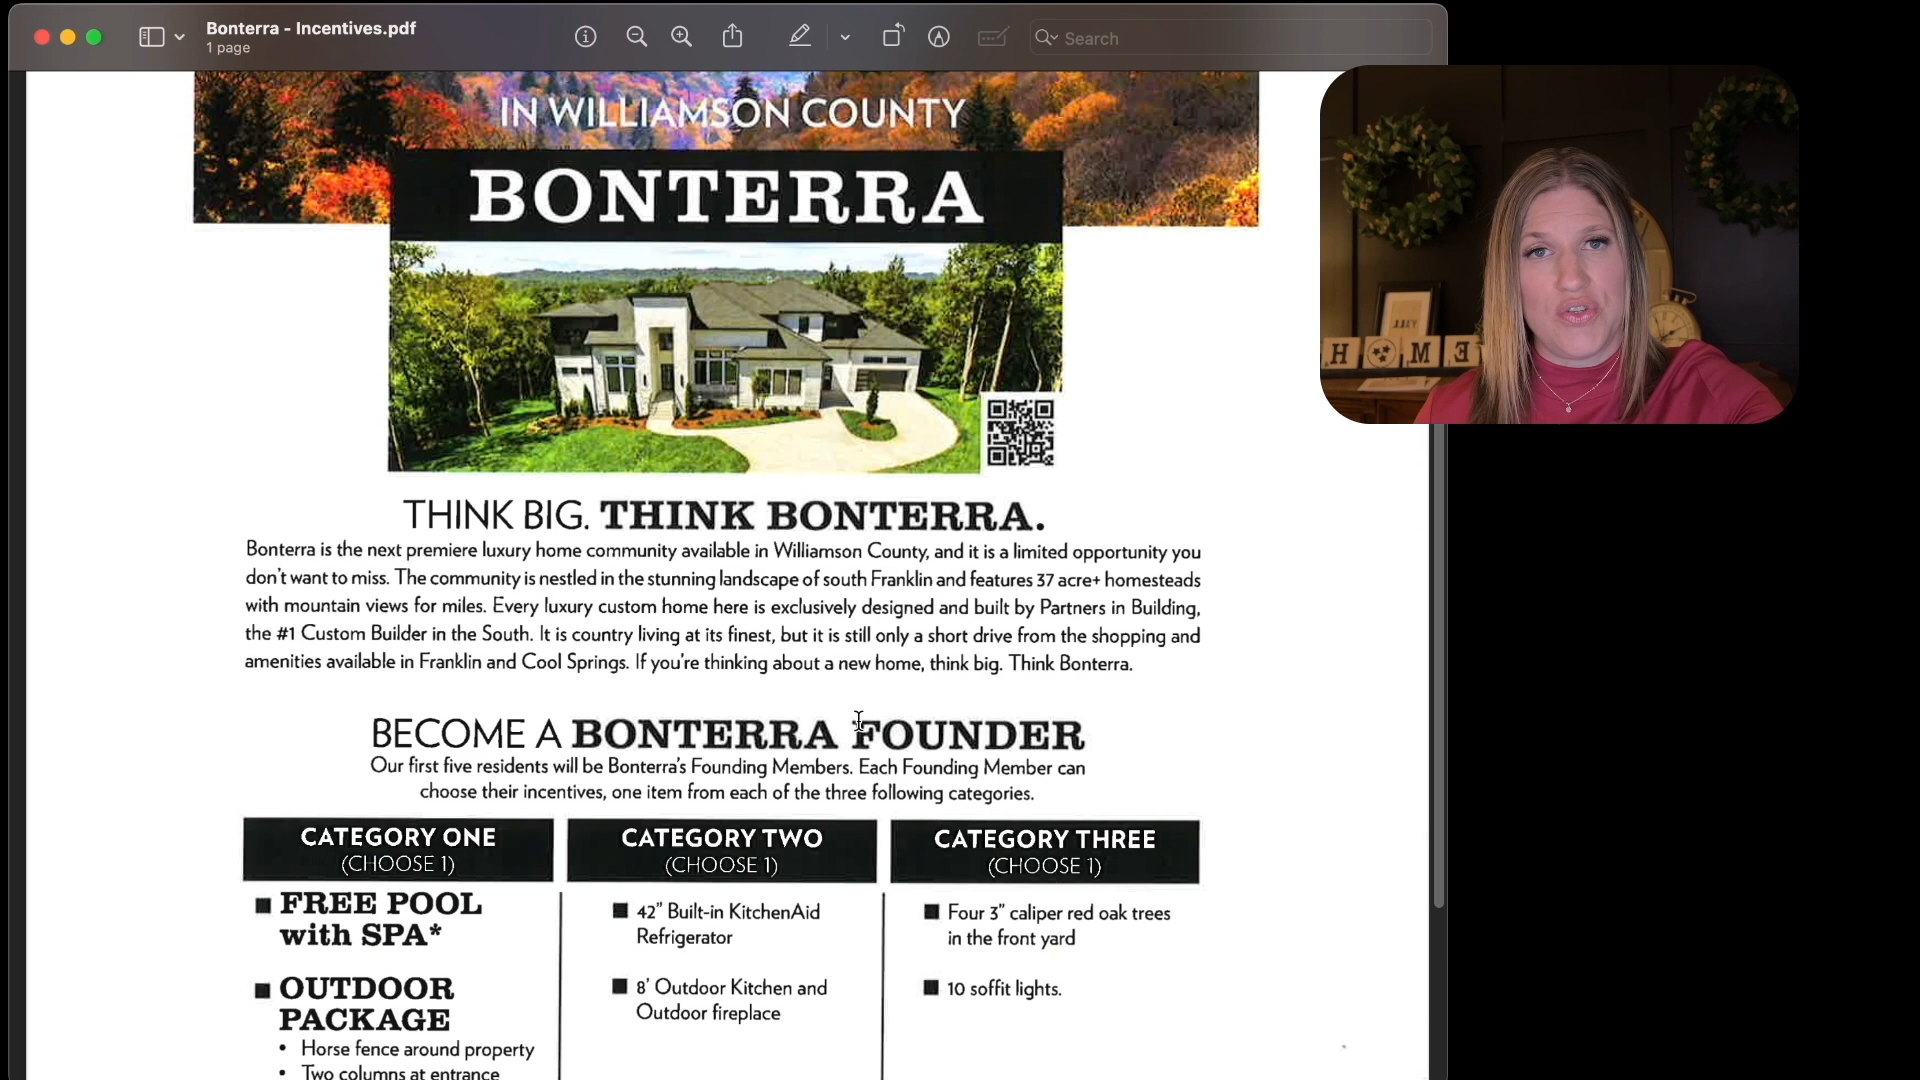 Bonterra - Incentives.pdf
1 page
Search
IN WILLIAMSON COUNTY
BONTERRA
THINK BIG. THINK BONTERRA.
Bonterra is the next premiere luxury home community available in Williamson County, and it is a limited opportunity you
don't want to miss. The community is nestled in the stunning landscape of south Franklin and features 37 acre+ homesteads
with mountain views for miles. Every luxury custom home here is exclusively designed and built by Partners in Building,
the #1 Custom Builder in the South. It is country living at its finest, but it is still only a short drive from the shopping and
amenities available in Franklin and Cool Springs. If you're thinking about a new home, think big. Think Bonterra.
BECOME A BONTERRA FOUNDER
Our first five residents will be Bonterra's Founding Members. Each Founding Member can
choose their incentives, one item from each of the three following categories.
CATEGORY ONE
(CHOOSE 1)
FREE POOL
with SPA*
OUTDOOR
PACKAGE
• Horse fence around property
• Two columns at entrance
CATEGORY TWO
(CHOOSE 1)
42" Built-in KitchenAid
Refrigerator
8' Outdoor Kitchen and
Outdoor fireplace
CATEGORY THREE
(CHOOSE 1)
Four 3" caliper red oak trees
in the front yard
10 soffit lights.
H M E